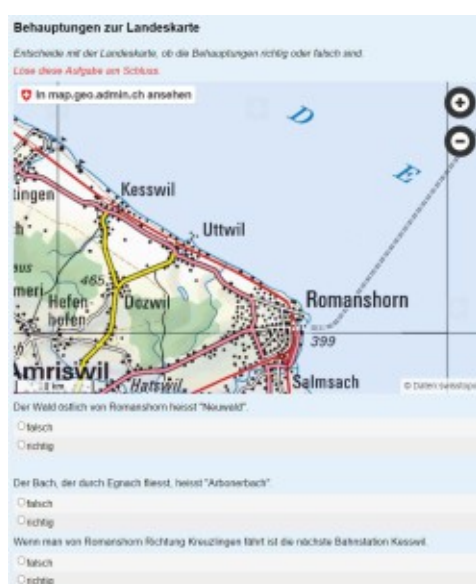 Behauptungen zur Landeskarte
Entscheide mit der Landeskarte, ob die Behauptungen richtig oder falsch sind.
Löse diese Aufgabe am Schluss.
In map.geo.admin.ch ansehen
D
E
tingen
Kesswil
Uttwil
465
meri
Hefen-
hofen
Dozwil
Romanshorn
399
Amriswil
Hatswil
Salmsach
© Daten:swisstopo
Der Wald östlich von Romanshorn heisst "Neuwald".
falsch
richtig
Der Bach, der durch Egnach fliesst, heisst "Arbonerbach".
falsch
richtig
Wenn man von Romanshorn Richtung Kreuzlingen fährt ist die nächste Bahnstation Kesswil.
falsch
richtig